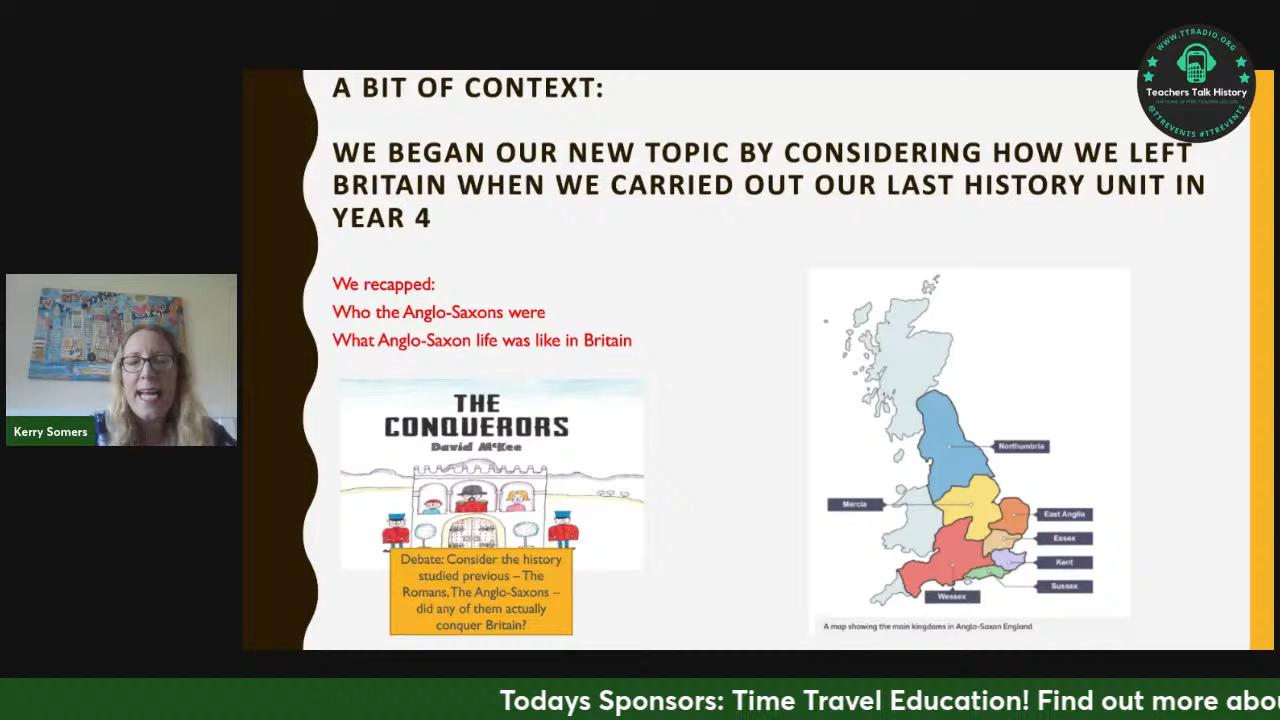 WWW.TTRADIO.ORG
Teachers Talk History
@TTREVENTS #TTREVENTS
A BIT OF CONTEXT:
WE BEGAN OUR NEW TOPIC BY CONSIDERING HOW WE LEFT
BRITAIN WHEN WE CARRIED OUT OUR LAST HISTORY UNIT IN
YEAR 4
We recapped:
Who the Anglo-Saxons were
What Anglo-Saxon life was like in Britain
THE
CONQUERORS
David McKee
Debate: Consider the history
studied previous – The
Romans, The Anglo-Saxons –
did any of them actually
conquer Britain?
Northumbria
Mercia
East Anglia
Essex
Kent
Sussex
Wessex
A map showing the main kingdoms in Anglo-Saxon England
Kerry Somers
Todays Sponsors: Time Travel Education! Find out more abo